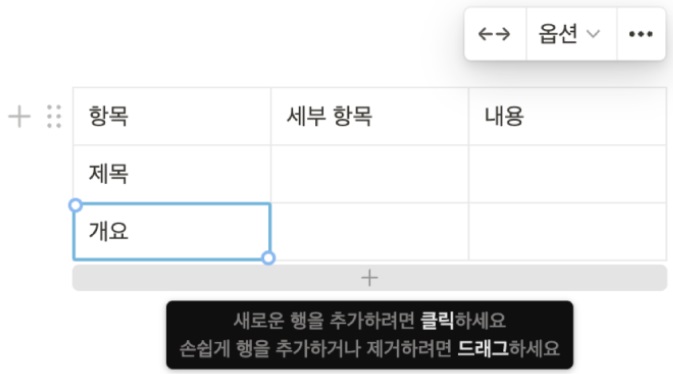 옵션
항목 세부 항목 내용
제목
개요
새로운 행을 추가하려면 클릭하세요
손쉽게 행을 추가하거나 제거하려면 드래그하세요